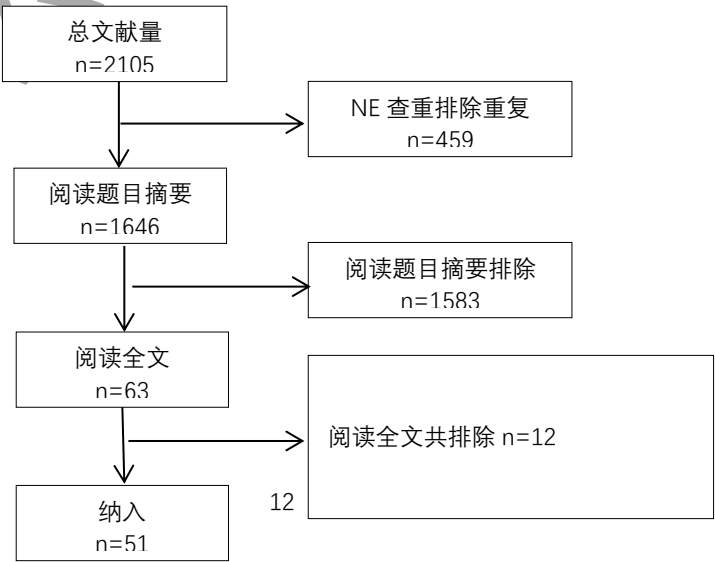 总文献量
n=2105
NE 查重排除重复
n=459
阅读题目摘要
n=1646
阅读题目摘要排除
n=1583
阅读全文
n=63
阅读全文共排除 n=12
纳入
n=51
12